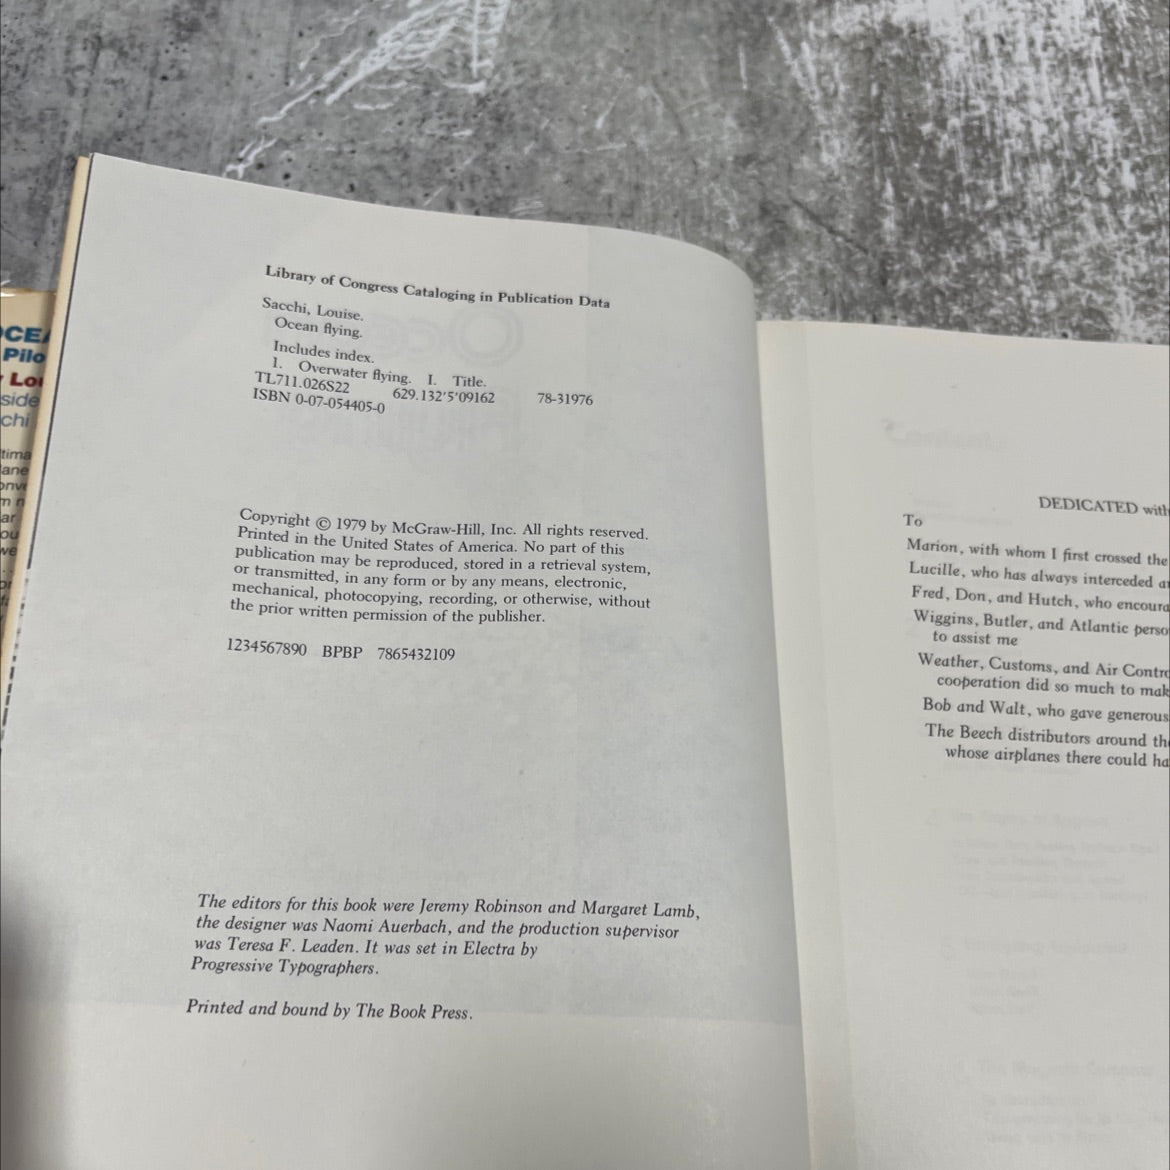 Library of Congress Cataloging in Publication Data
Sacchi, Louise.
Ocean flying.
Includes index.
1. Overwater flying. I. Title.
TL711.026S22 629.132'5'09162 78-31976
ISBN 0-07-054405-0
Copyright © 1979 by McGraw-Hill, Inc. All rights reserved.
Printed in the United States of America. No part of this
publication may be reproduced, stored in a retrieval system,
or transmitted, in any form or by any means, electronic,
mechanical, photocopying, recording, or otherwise, without
the prior written permission of the publisher.
1234567890 BPBP 7865432109
The editors for this book were Jeremy Robinson and Margaret Lamb,
the designer was Naomi Auerbach, and the production supervisor
was Teresa F. Leaden. It was set in Electra by
Progressive Typographers.
Printed and bound by The Book Press.
DEDICATED with
To
Marion, with whom I first crossed the
Lucille, who has always interceded
Fred, Don, and Hutch, who
Wiggins, Butler, and Atlantic
to assist me
Weather, Customs, and Air
cooperation did so much to
Bob and Walt, who gave
The Beech distributors around
whose airplanes there could